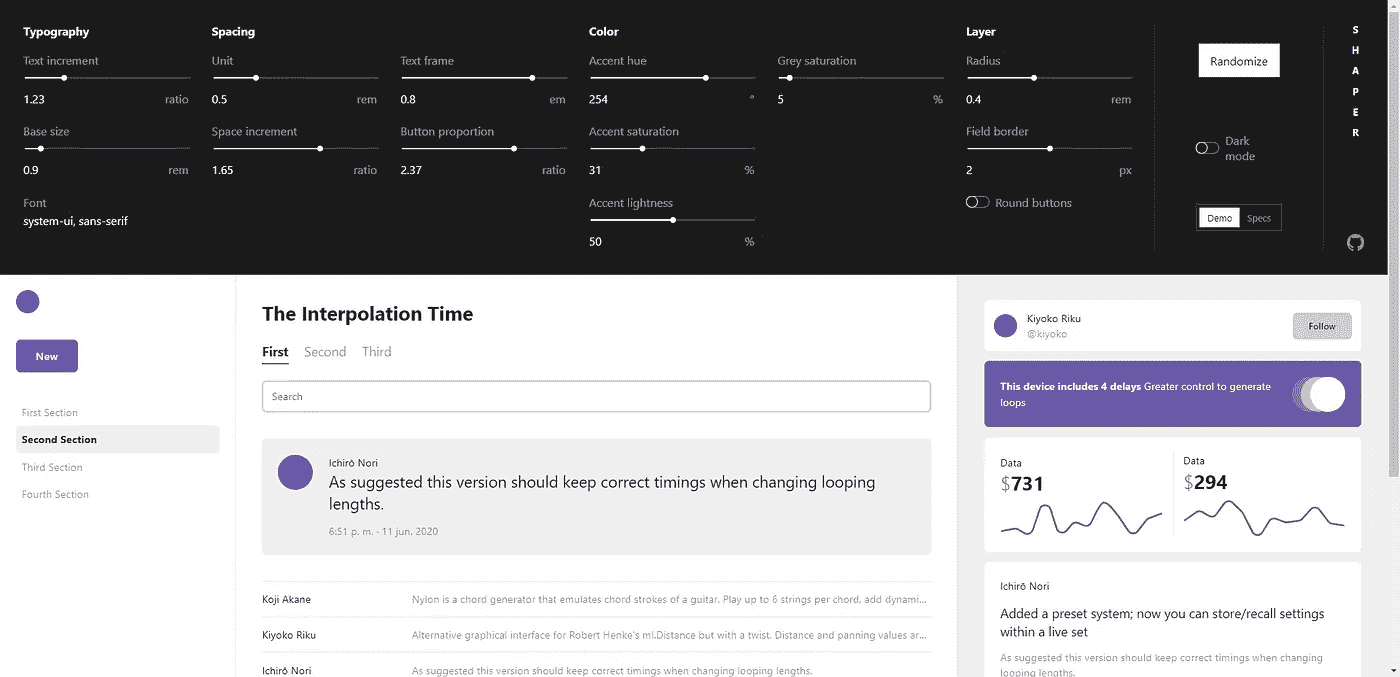 Typography
Text increment
1.23 ratio
Base size
0.9 rem
Font
system-ui, sans-serif
Spacing
Unit
0.5 rem
Space increment
1.65 ratio
Text frame
0.8 em
Button proportion
2.37 ratio
Color
Accent hue
254 °
Accent saturation
31 %
Accent lightness
50 %
Grey saturation
5 %
Layer
Radius
0.4 rem
Field border
2 px
Round buttons
Randomize
Dark
mode
Demo Specs
S
H
A
P
E
R
New
First Section
Second Section
Third Section
Fourth Section
The Interpolation Time
First Second Third
Search
Ichirō Nori
As suggested this version should keep correct timings when changing looping
lengths.
6:51 p. m. · 11 jun. 2020
Koji Akane Nylon is a chord generator that emulates chord strokes of a guitar. Play up to 6 strings per chord, add dynami...
Kiyoko Riku Alternative graphical interface for Robert Henke's ml.Distance but with a twist. Distance and panning values ar...
Ichirō Nori As suggested this version should keep correct timings when changing looping lengths.
Kiyoko Riku
@kiyoko
Follow
This device includes 4 delays Greater control to generate
loops
Data
$731
Data
$294
Ichirō Nori
Added a preset system; now you can store/recall settings
within a live set
As suggested this version should keep correct timings when changing
looping lengths.